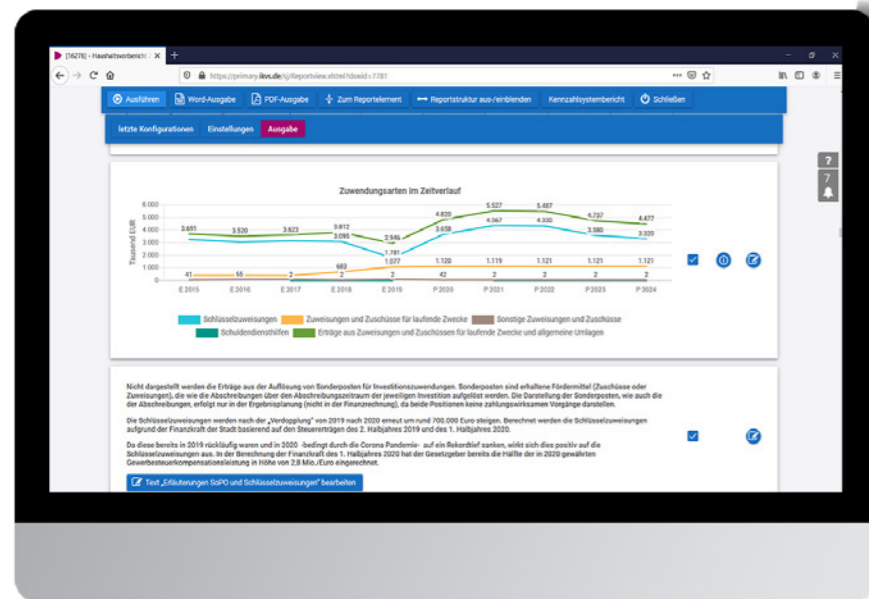 [16278] - Haushaltsvorbericht
https://primary.ikvs.de/sj/Reportview.xhtml?dswid=7781
Ausführen Word-Ausgabe PDF-Ausgabe Zum Reportelement Reportstruktur aus-/einblenden Kennzahlsystembericht Schließen
letzte Konfigurationen Einstellungen Ausgabe
?
7
Zuwendungsarten im Zeitverlauf
Tausend EUR
6.000
5.000
4.000
3.000
2.000
1.000
0
3.691 3.520 3.623 3.812 2.945 4.820 5.527 5.487 4.737 4.477
3.095 1.781 3.658 4.367 4.330 3.580 3.320
683 1.077 1.120 1.119 1.121 1.121 1.121
41 66 2 2 2 42 2 2 2 2
E 2015 E 2016 E 2017 E 2018 E 2019 P 2020 P 2021 P 2022 P 2023 P 2024
Schlüsselzuweisungen Zuweisungen und Zuschüsse für laufende Zwecke Sonstige Zuweisungen und Zuschüsse
Schuldendiensthilfen Erträge aus Zuweisungen und Zuschüssen für laufende Zwecke und allgemeine Umlagen
Nicht dargestellt werden die Erträge aus der Auflösung von Sonderposten für Investitionszuwendungen. Sonderposten sind erhaltene Fördermittel (Zuschüsse oder
Zuweisungen), die wie die Abschreibungen über den Abschreibungszeitraum der jeweiligen Investition aufgelöst werden. Die Darstellung der Sonderposten, wie auch die
der Abschreibungen, erfolgt nur in der Ergebnisplanung (nicht in der Finanzrechnung), da beide Positionen keine zahlungswirksamen Vorgänge darstellen.
Die Schlüsselzuweisungen werden nach der „Verdopplung“ von 2019 nach 2020 erneut um rund 700.000 Euro steigen. Berechnet werden die Schlüsselzuweisungen
aufgrund der Finanzkraft der Stadt basierend auf den Steuererträgen des 2. Halbjahres 2019 und des 1. Halbjahres 2020.
Da diese bereits in 2019 rückläufig waren und in 2020 -bedingt durch die Corona Pandemie- auf ein Rekordtief sanken, wirkt sich dies positiv auf die
Schlüsselzuweisungen aus. In der Berechnung der Finanzkraft des 1. Halbjahres 2020 hat der Gesetzgeber bereits die Hälfte der in 2020 gewährten
Gewerbesteuerkompensationsleistung in Höhe von 2,8 Mio./Euro eingerechnet.
Text „Erläuterungen SoPO und Schlüsselzuweisungen“ bearbeiten